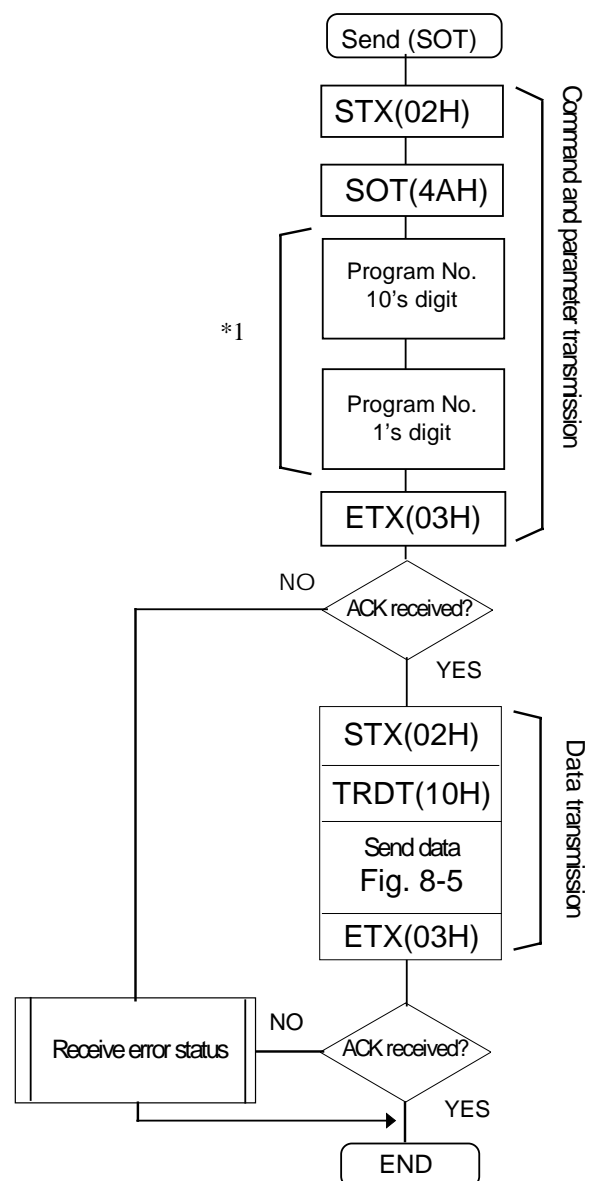 Send (SOT)
STX(02H)
SOT(4AH)
Program No.
10's digit
*1
Program No.
1's digit
ETX(03H)
Command and parameter transmission
NO
ACK received?
YES
STX(02H)
TRDT(10H)
Send data
Fig. 8-5
ETX(03H)
Data transmission
Receive error status
NO
ACK received?
YES
END